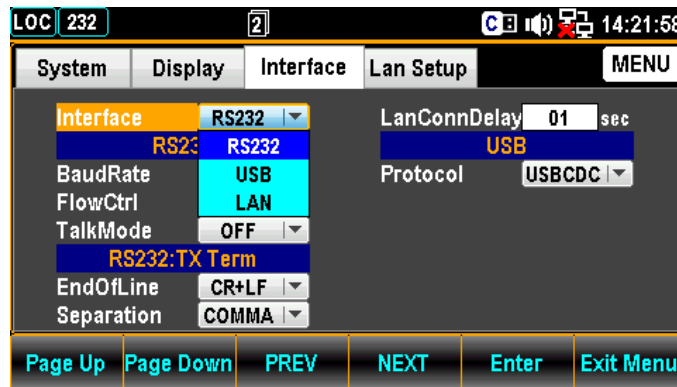 LOC 232 2 C 14:21:58
System Display Interface Lan Setup MENU
Interface RS232 LanConnDelay 01 sec
RS23 RS232 USB
BaudRate USB Protocol USBCDC
FlowCtrl LAN
TalkMode OFF
RS232:TX Term
EndOfLine CR+LF
Separation COMMA
Page Up Page Down PREV NEXT Enter Exit Menu